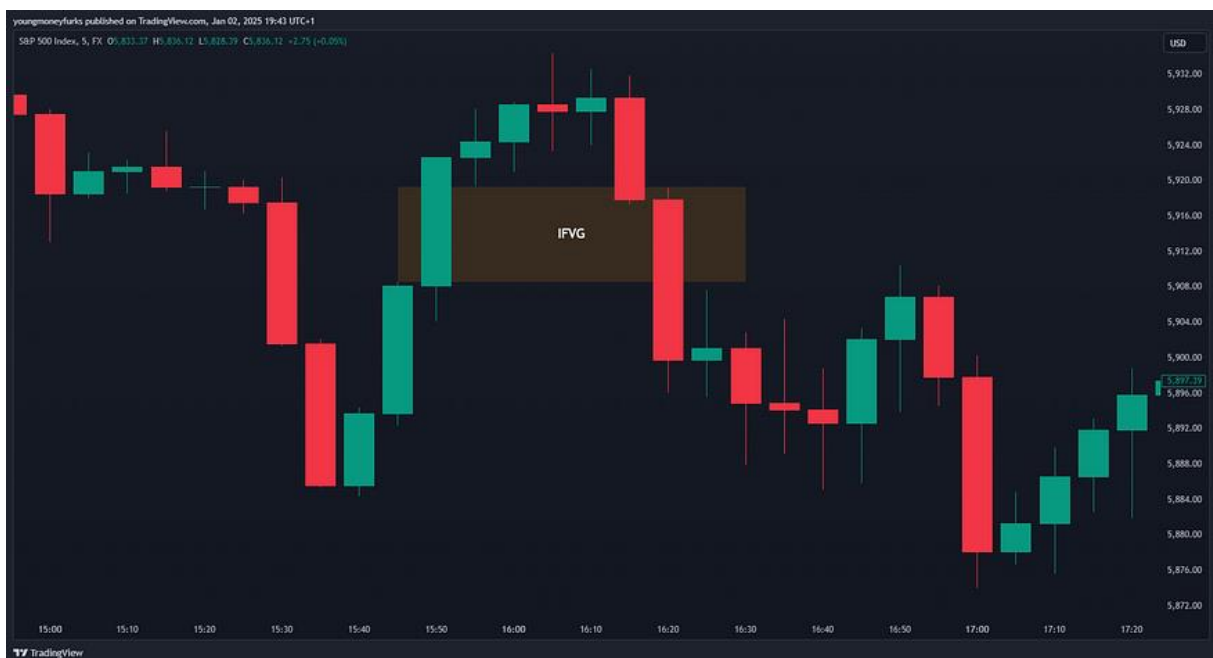 youngmoneyfurks published on TradingView.com, Jan 02, 2025 19:43 UTC+1
S&P 500 Index, 5, FX O5,833.37 H5,836.12 L5,828.39 C5,836.12 +2.75 (+0.05%)
USD
5,932.00
5,928.00
5,924.00
5,920.00
5,916.00
5,912.00
5,908.00
5,904.00
5,900.00
5,897.39
5,896.00
5,892.00
5,888.00
5,884.00
5,880.00
5,876.00
5,872.00
IFVG
15:00 15:10 15:20 15:30 15:40 15:50 16:00 16:10 16:20 16:30 16:40 16:50 17:00 17:10 17:20
TradingView